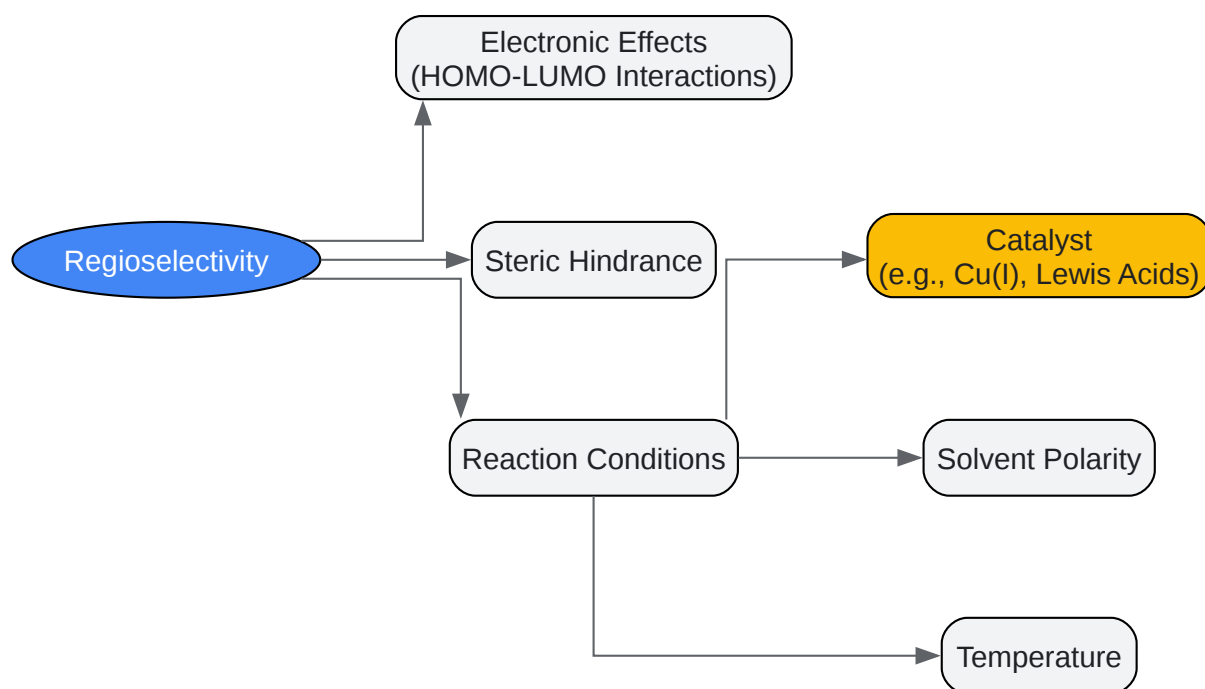 Electronic Effects
(HOMO-LUMO Interactions)
Regioselectivity
Steric Hindrance
Catalyst
(e.g., Cu(I), Lewis Acids)
Reaction Conditions
Solvent Polarity
Temperature